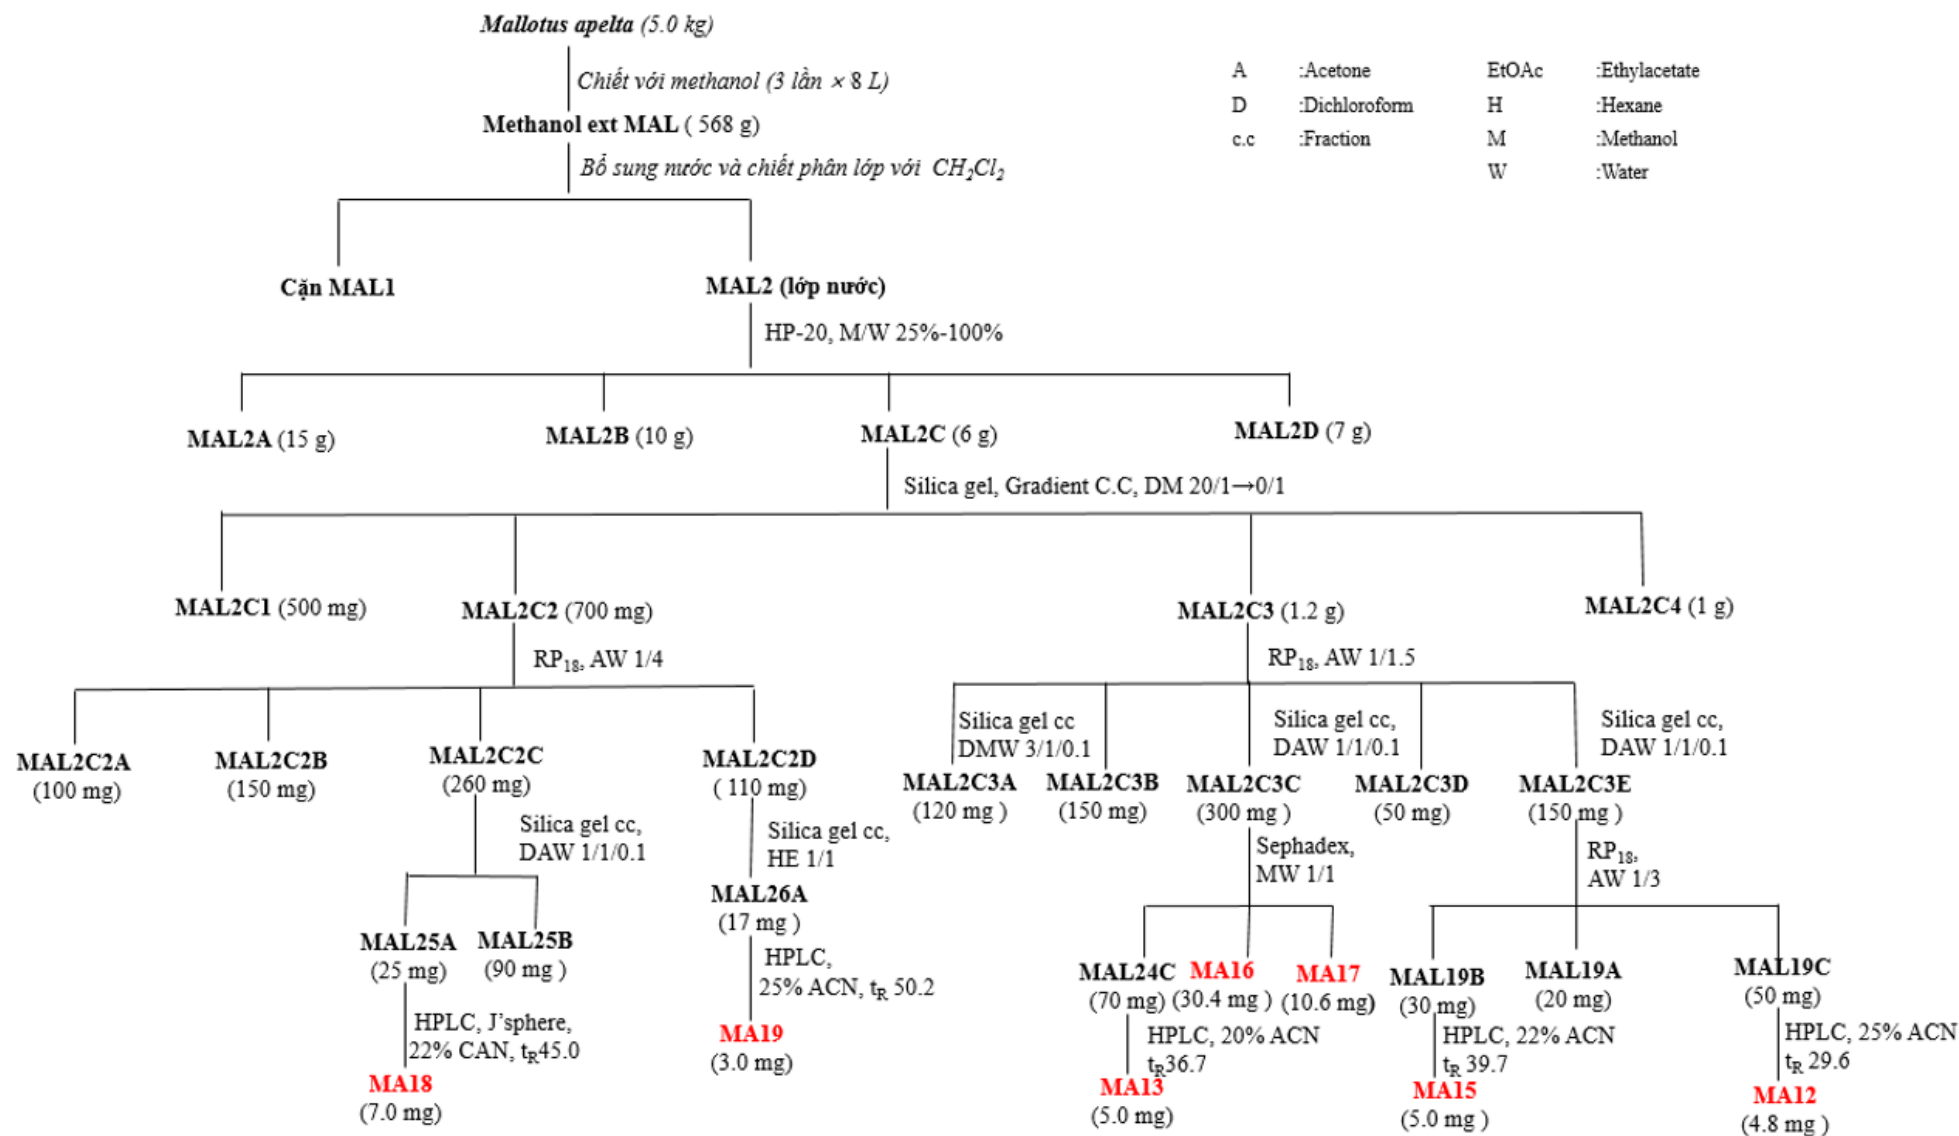 Mallotus apelta (5.0 kg)
Chiết với methanol (3 lần × 8 L)
Methanol ext MAL ( 568 g)
Bổ sung nước và chiết phân lớp với CH2Cl2
A :Acetone EtOAc :Ethylacetate
D :Dichloroform H :Hexane
c.c :Fraction M :Methanol
W :Water
Cặn MAL1
MAL2 (lớp nước)
HP-20, M/W 25%-100%
MAL2A (15 g)
MAL2B (10 g)
MAL2C (6 g)
MAL2D (7 g)
Silica gel, Gradient C.C, DM 20/1→0/1
MAL2C1 (500 mg)
MAL2C2 (700 mg)
MAL2C3 (1.2 g)
MAL2C4 (1 g)
RP18, AW 1/4
RP18, AW 1/1.5
MAL2C2A
(100 mg)
MAL2C2B
(150 mg)
MAL2C2C
(260 mg)
MAL2C2D
( 110 mg)
Silica gel cc
DMW 3/1/0.1
Silica gel cc,
DAW 1/1/0.1
Silica gel cc,
DAW 1/1/0.1
MAL2C3A
(120 mg )
MAL2C3B
(150 mg)
MAL2C3C
(300 mg )
MAL2C3D
(50 mg)
MAL2C3E
(150 mg )
Silica gel cc,
DAW 1/1/0.1
Silica gel cc,
HE 1/1
Sephadex,
MW 1/1
RP18,
AW 1/3
MAL25A
(25 mg)
MAL25B
(90 mg )
MAL26A
(17 mg )
HPLC,
25% ACN, tR 50.2
MAL24C
(70 mg)
MA16
(30.4 mg )
MA17
(10.6 mg)
MAL19B
(30 mg)
MAL19A
(20 mg)
MAL19C
(50 mg)
HPLC, J'sphere,
22% CAN, tR45.0
MA18
(7.0 mg)
MA19
(3.0 mg)
HPLC, 20% ACN
tR36.7
MA13
(5.0 mg)
HPLC, 22% ACN
tR 39.7
MA15
(5.0 mg )
HPLC, 25% ACN
tR 29.6
MA12
(4.8 mg )